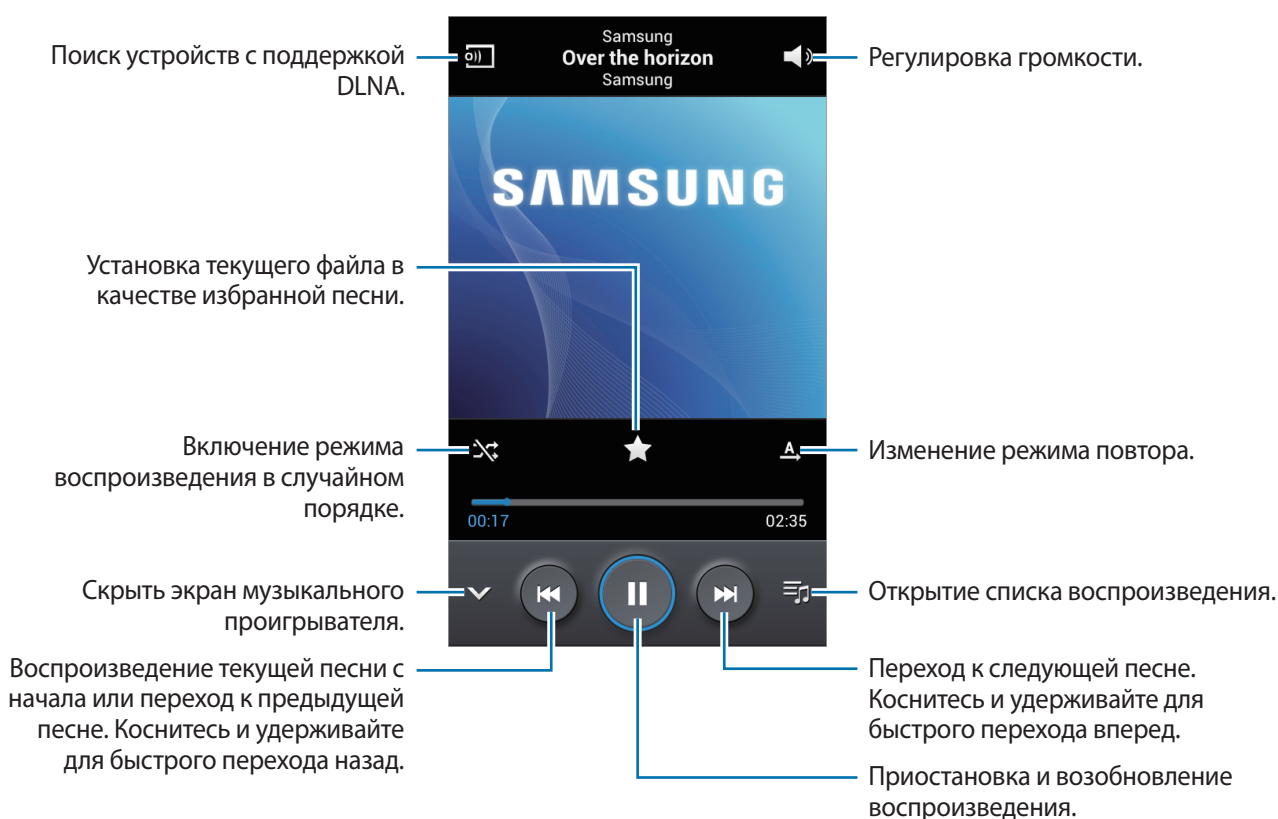 Поиск устройств с поддержкой
DLNA.
Samsung
Over the horizon
Samsung
Регулировка громкости.
SAMSUNG
Установка текущего файла в
качестве избранной песни.
Включение режима
воспроизведения в случайном
порядке.
A
Изменение режима повтора.
00:17
02:35
Скрыть экран музыкального
проигрывателя.
Открытие списка воспроизведения.
Воспроизведение текущей песни с
начала или переход к предыдущей
песне. Коснитесь и удерживайте
для быстрого перехода назад.
Переход к следующей песне.
Коснитесь и удерживайте для
быстрого перехода вперед.
Приостановка и возобновление
воспроизведения.